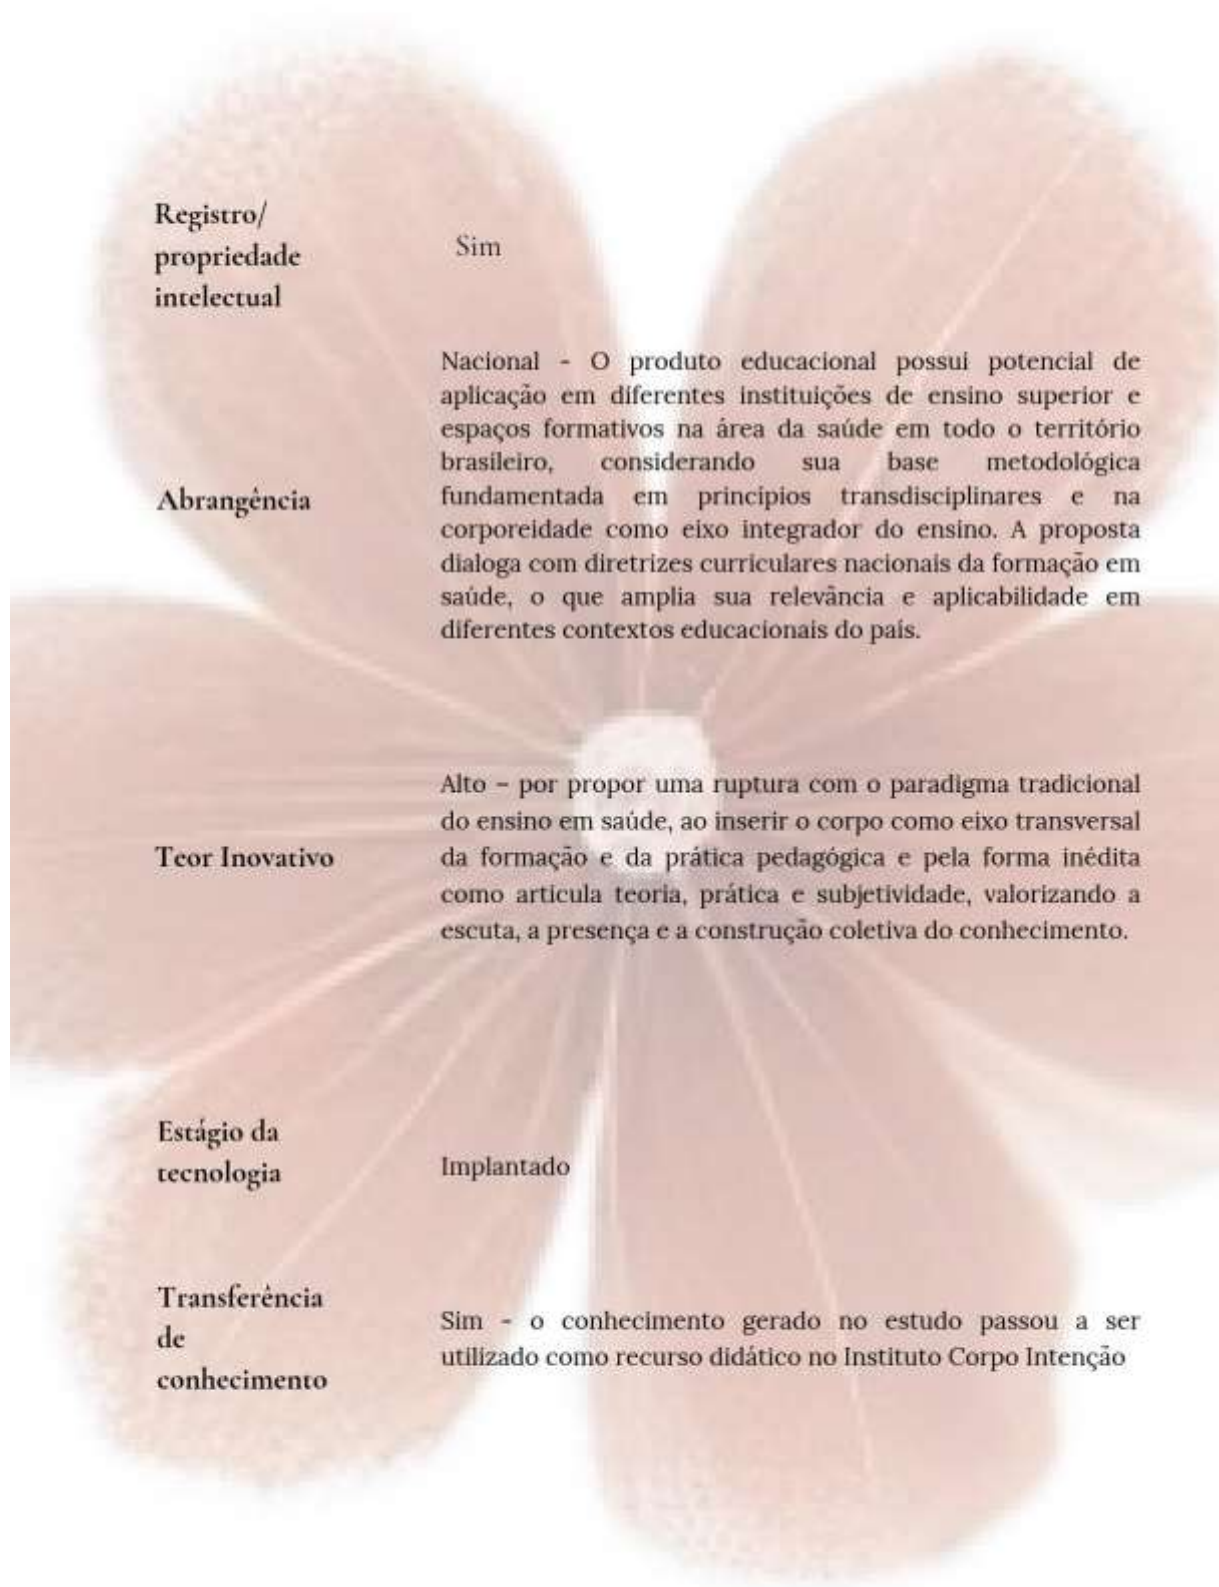 Registro/
propriedade
intelectual
Sim
Abrangência
Nacional - O produto educacional possui potencial de
aplicação em diferentes instituições de ensino superior e
espaços formativos na área da saúde em todo o território
brasileiro, considerando sua base metodológica
fundamentada em princípios transdisciplinares e na
corporeidade como eixo integrador do ensino. A proposta
dialoga com diretrizes curriculares nacionais da formação em
saúde, o que amplia sua relevância e aplicabilidade em
diferentes contextos educacionais do país.
Teor Inovativo
Alto – por propor uma ruptura com o paradigma tradicional
do ensino em saúde, ao inserir o corpo como eixo transversal
da formação e da prática pedagógica e pela forma inédita
como articula teoria, prática e subjetividade, valorizando a
escuta, a presença e a construção coletiva do conhecimento.
Estágio da
tecnologia
Implantado
Transferência
de
conhecimento
Sim - o conhecimento gerado no estudo passou a ser
utilizado como recurso didático no Instituto Corpo Intenção